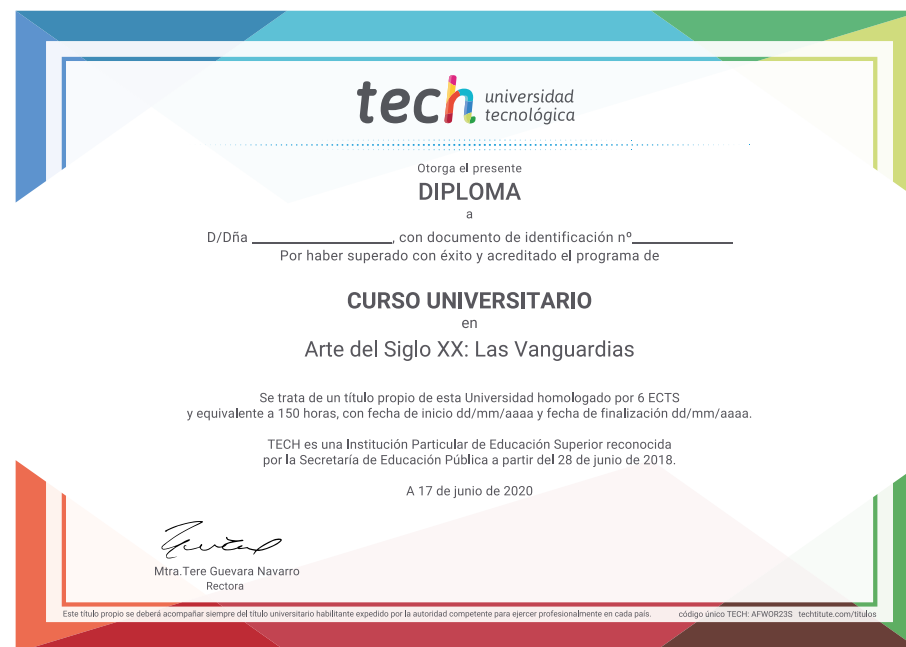 tech universidad
tecnológica
Otorga el presente
DIPLOMA
a
D/Dña ____________________, con documento de identificación nº______________
Por haber superado con éxito y acreditado el programa de
CURSO UNIVERSITARIO
en
Arte del Siglo XX: Las Vanguardias
Se trata de un título propio de esta Universidad homologado por 6 ECTS
y equivalente a 150 horas, con fecha de inicio dd/mm/aaaa y fecha de finalización dd/mm/aaaa.
TECH es una Institución Particular de Educación Superior reconocida
por la Secretaría de Educación Pública a partir del 28 de junio de 2018.
A 17 de junio de 2020
Mtra.Tere Guevara Navarro
Rectora
Este título propio se deberá acompañar siempre del título universitario habilitante expedido por la autoridad competente para ejercer profesionalmente en cada país. código único TECH: AFWOR23S techtitute.com/titulos